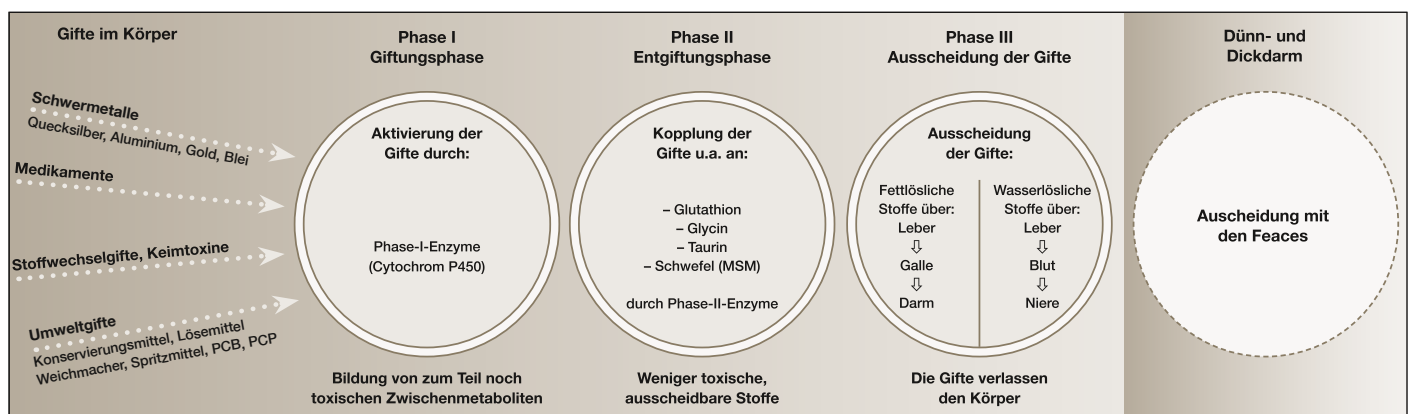 Gifte im Körper
Schwermetalle
Quecksilber, Aluminium, Gold, Blei
Medikamente
Stoffwechselgifte, Keimtoxine
Umweltgifte
Konservierungsmittel, Lösemittel
Weichmacher, Spritzmittel, PCB, PCP
Phase I
Giftungsphase
Aktivierung der
Gifte durch:
Phase-I-Enzyme
(Cytochrom P450)
Bildung von zum Teil noch
toxischen Zwischenmetaboliten
Phase II
Entgiftungsphase
Kopplung der
Gifte u.a. an:
– Glutathion
– Glycin
– Taurin
– Schwefel (MSM)
durch Phase-II-Enzyme
Weniger toxische,
ausscheidbare Stoffe
Phase III
Ausscheidung der Gifte
Ausscheidung
der Gifte:
Fettlösliche
Stoffe über:
Leber
Galle
Darm
Wasserlösliche
Stoffe über:
Leber
Blut
Niere
Die Gifte verlassen
den Körper
Dünn- und
Dickdarm
Auscheidung mit
den Feaces